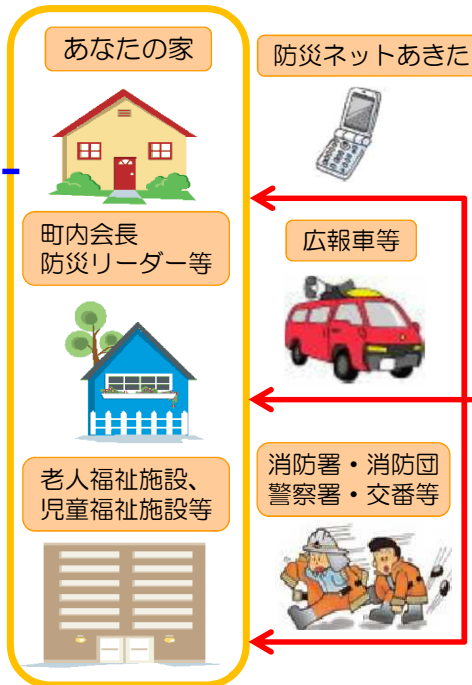 あなたの家
防災ネットあきた
町内会長
防災リーダー等
広報車等
老人福祉施設、
児童福祉施設等
消防署・消防団
警察署・交番等